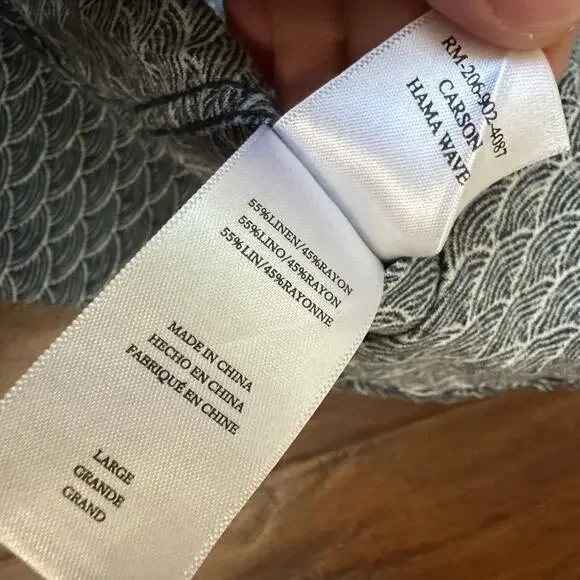 RM-206-902-4087
CARSON
HAMA WAVE
55%LINEN/45%RAYON
55%LINO/45%RAYON
55%LIN/45%RAYONNE
MADE IN CHINA
HECHO EN CHINA
FABRIQUÉ EN CHINE
LARGE
GRANDE
GRAND